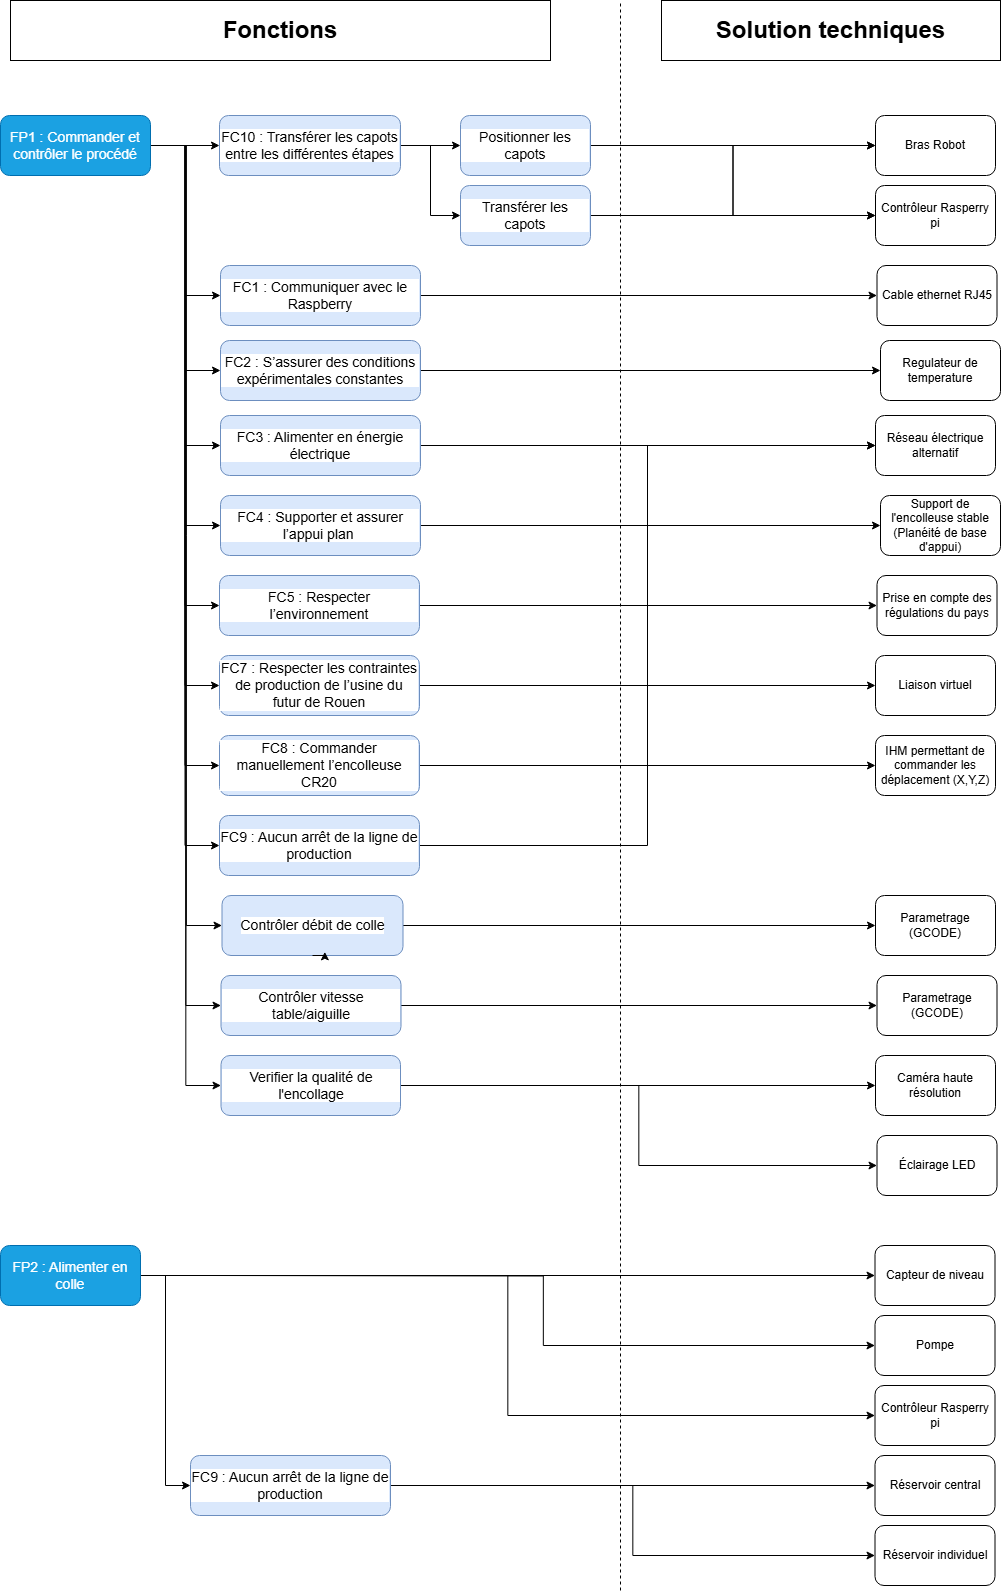 Fonctions
Solution techniques
FP1 : Commander et
contrôler le procédé
FC10 : Transférer les capots
entre les différentes étapes
Positionner les
capots
Bras Robot
Transférer les
capots
Contrôleur Rasperry
pi
FC1 : Communiquer avec le
Raspberry
Cable ethernet RJ45
FC2 : S’assurer des conditions
expérimentales constantes
Regulateur de
temperature
FC3 : Alimenter en énergie
électrique
Réseau électrique
alternatif
FC4 : Supporter et assurer
l’appui plan
Support de
l'encolleuse stable
(Planéité de base
d'appui)
FC5 : Respecter
l’environnement
Prise en compte des
régulations du pays
FC7 : Respecter les contraintes
de production de l’usine du
futur de Rouen
Liaison virtuel
FC8 : Commander
manuellement l’encolleuse
CR20
IHM permettant de
commander les
déplacement (X,Y,Z)
FC9 : Aucun arrêt de la ligne de
production
Contrôler débit de colle
Parametrage
(GCODE)
Contrôler vitesse
table/aiguille
Parametrage
(GCODE)
Verifier la qualité de
l'encollage
Caméra haute
résolution
Éclairage LED
FP2 : Alimenter en
colle
Capteur de niveau
Pompe
Contrôleur Rasperry
pi
FC9 : Aucun arrêt de la ligne de
production
Réservoir central
Réservoir individuel